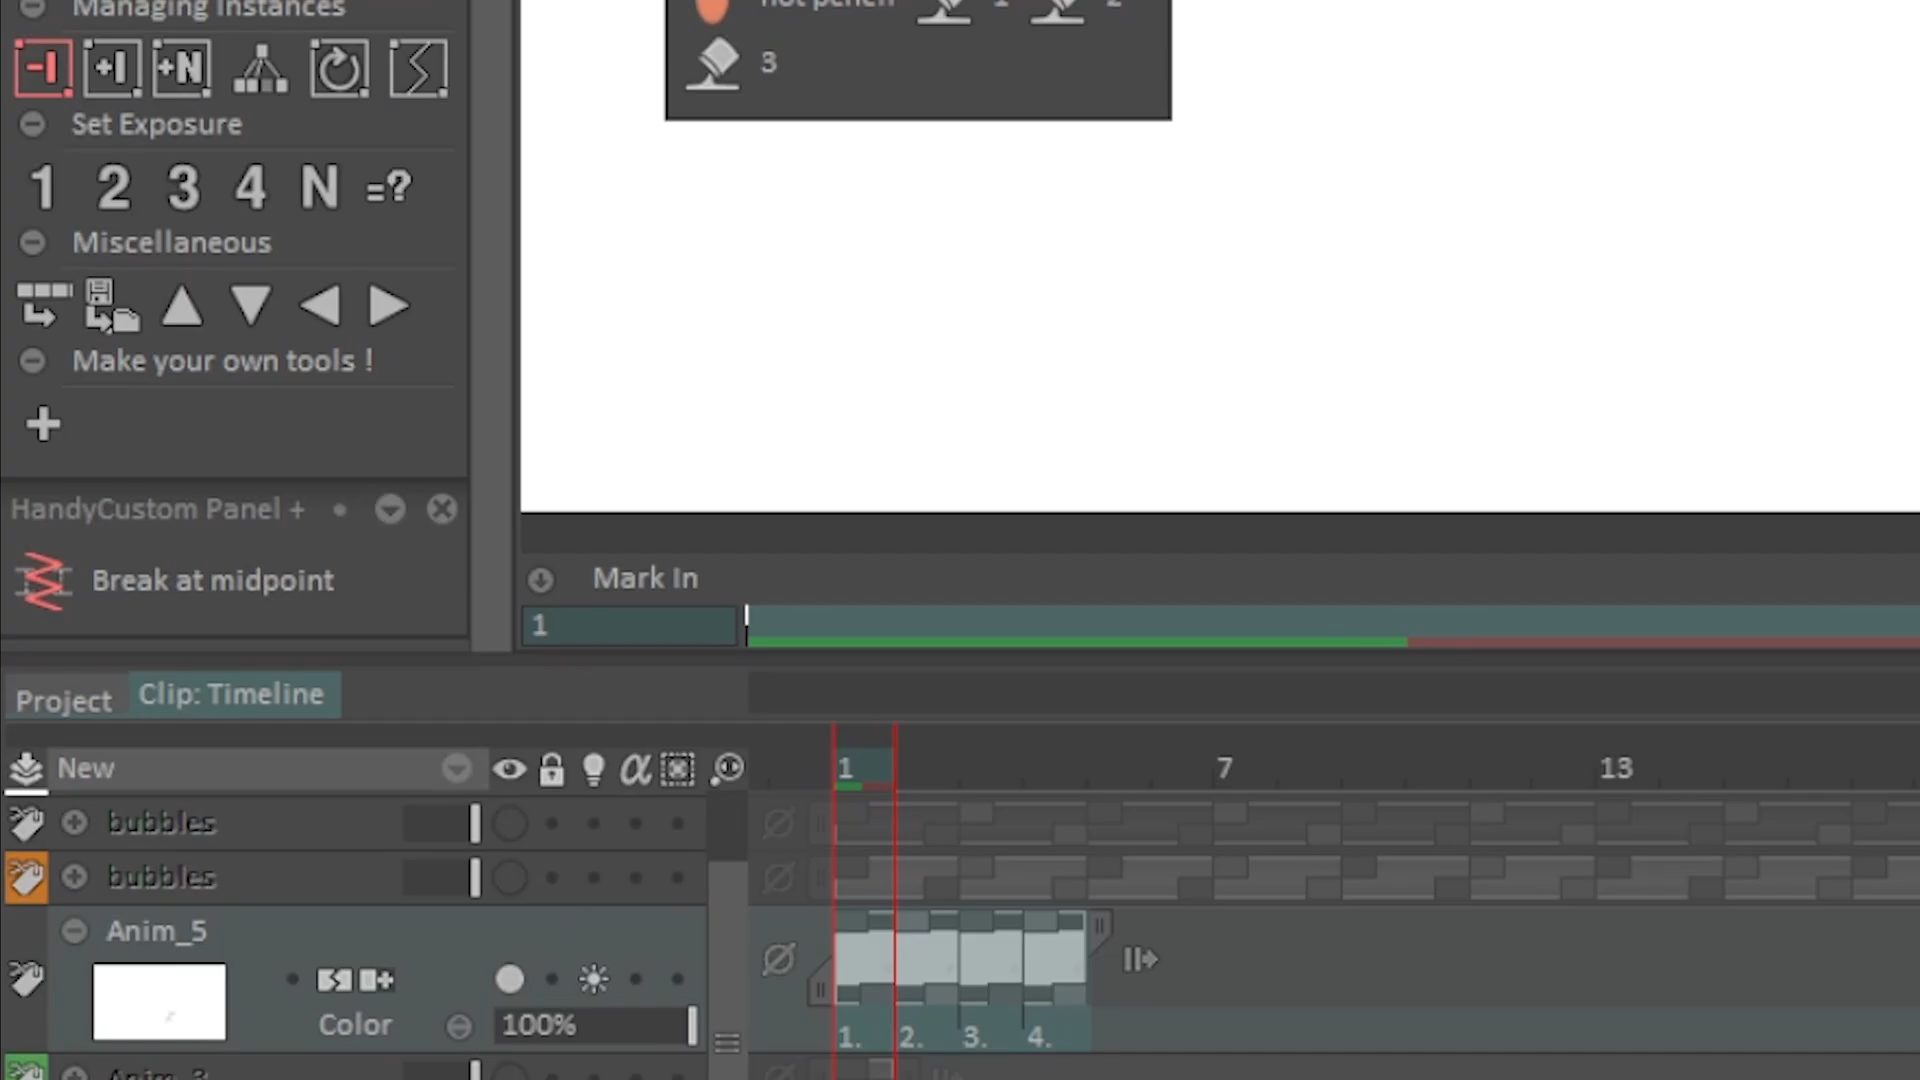 Managing Instances
-I +I +N
3
Set Exposure
1 2 3 4 N =?
Miscellaneous
Make your own tools !
+
HandyCustom Panel +
Break at midpoint
Mark In
1
Project Clip: Timeline
New α 1 7 13
bubbles
bubbles
Anim_5
Color 100%
1. 2. 3. 4.